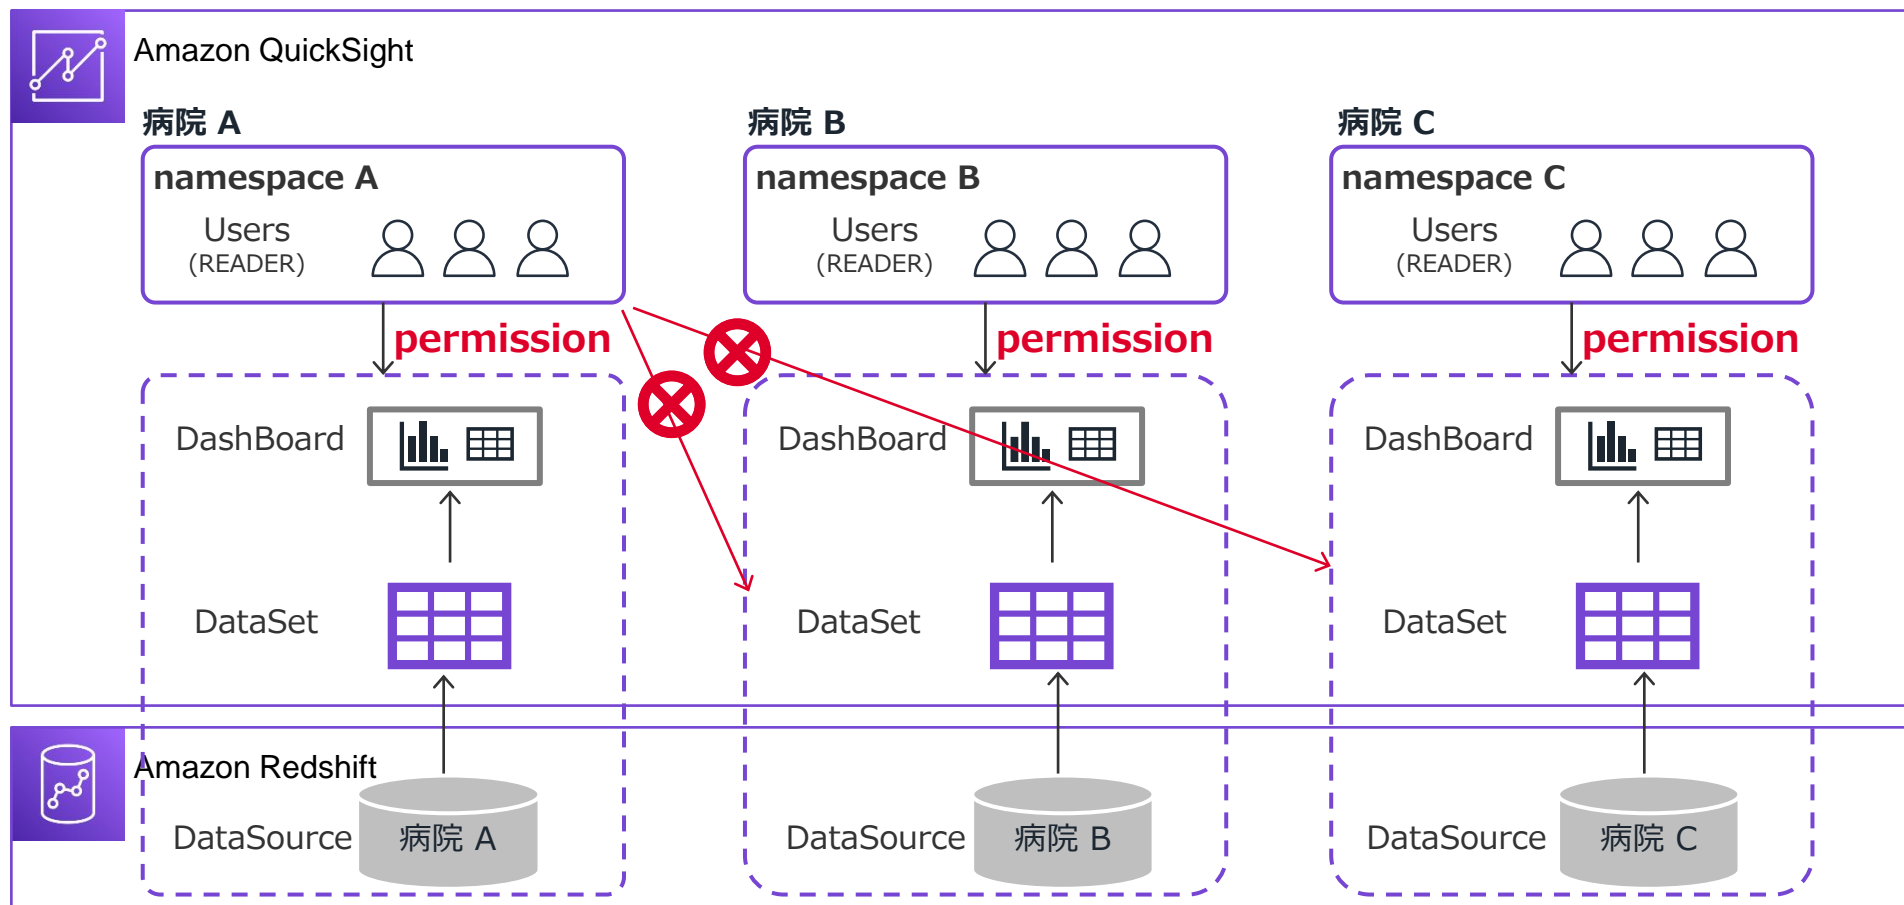 Amazon QuickSight
病院 A
病院 B
病院 C
namespace A
namespace B
namespace C
Users
(READER)
Users
(READER)
Users
(READER)
permission
permission
permission
DashBoard
DashBoard
DashBoard
DataSet
DataSet
DataSet
Amazon Redshift
DataSource
病院 A
DataSource
病院 B
DataSource
病院 C